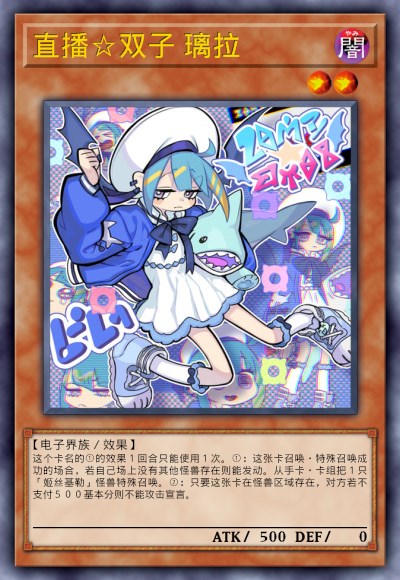 直播☆双子 璃拉
やみ
闇
どしぃ
【电子界族／效果】
这个卡名的①的效果１回合只能使用１次。①：这张卡召唤·特殊召唤成
功的场合，若自己场上没有其他怪兽存在则能发动。从手卡·卡组把１只
「姬丝基勒」怪兽特殊召唤。②：只要这张卡在怪兽区域存在，对方若不
支付５００基本分则不能攻击宣言。
ATK/ 500 DEF/ 0